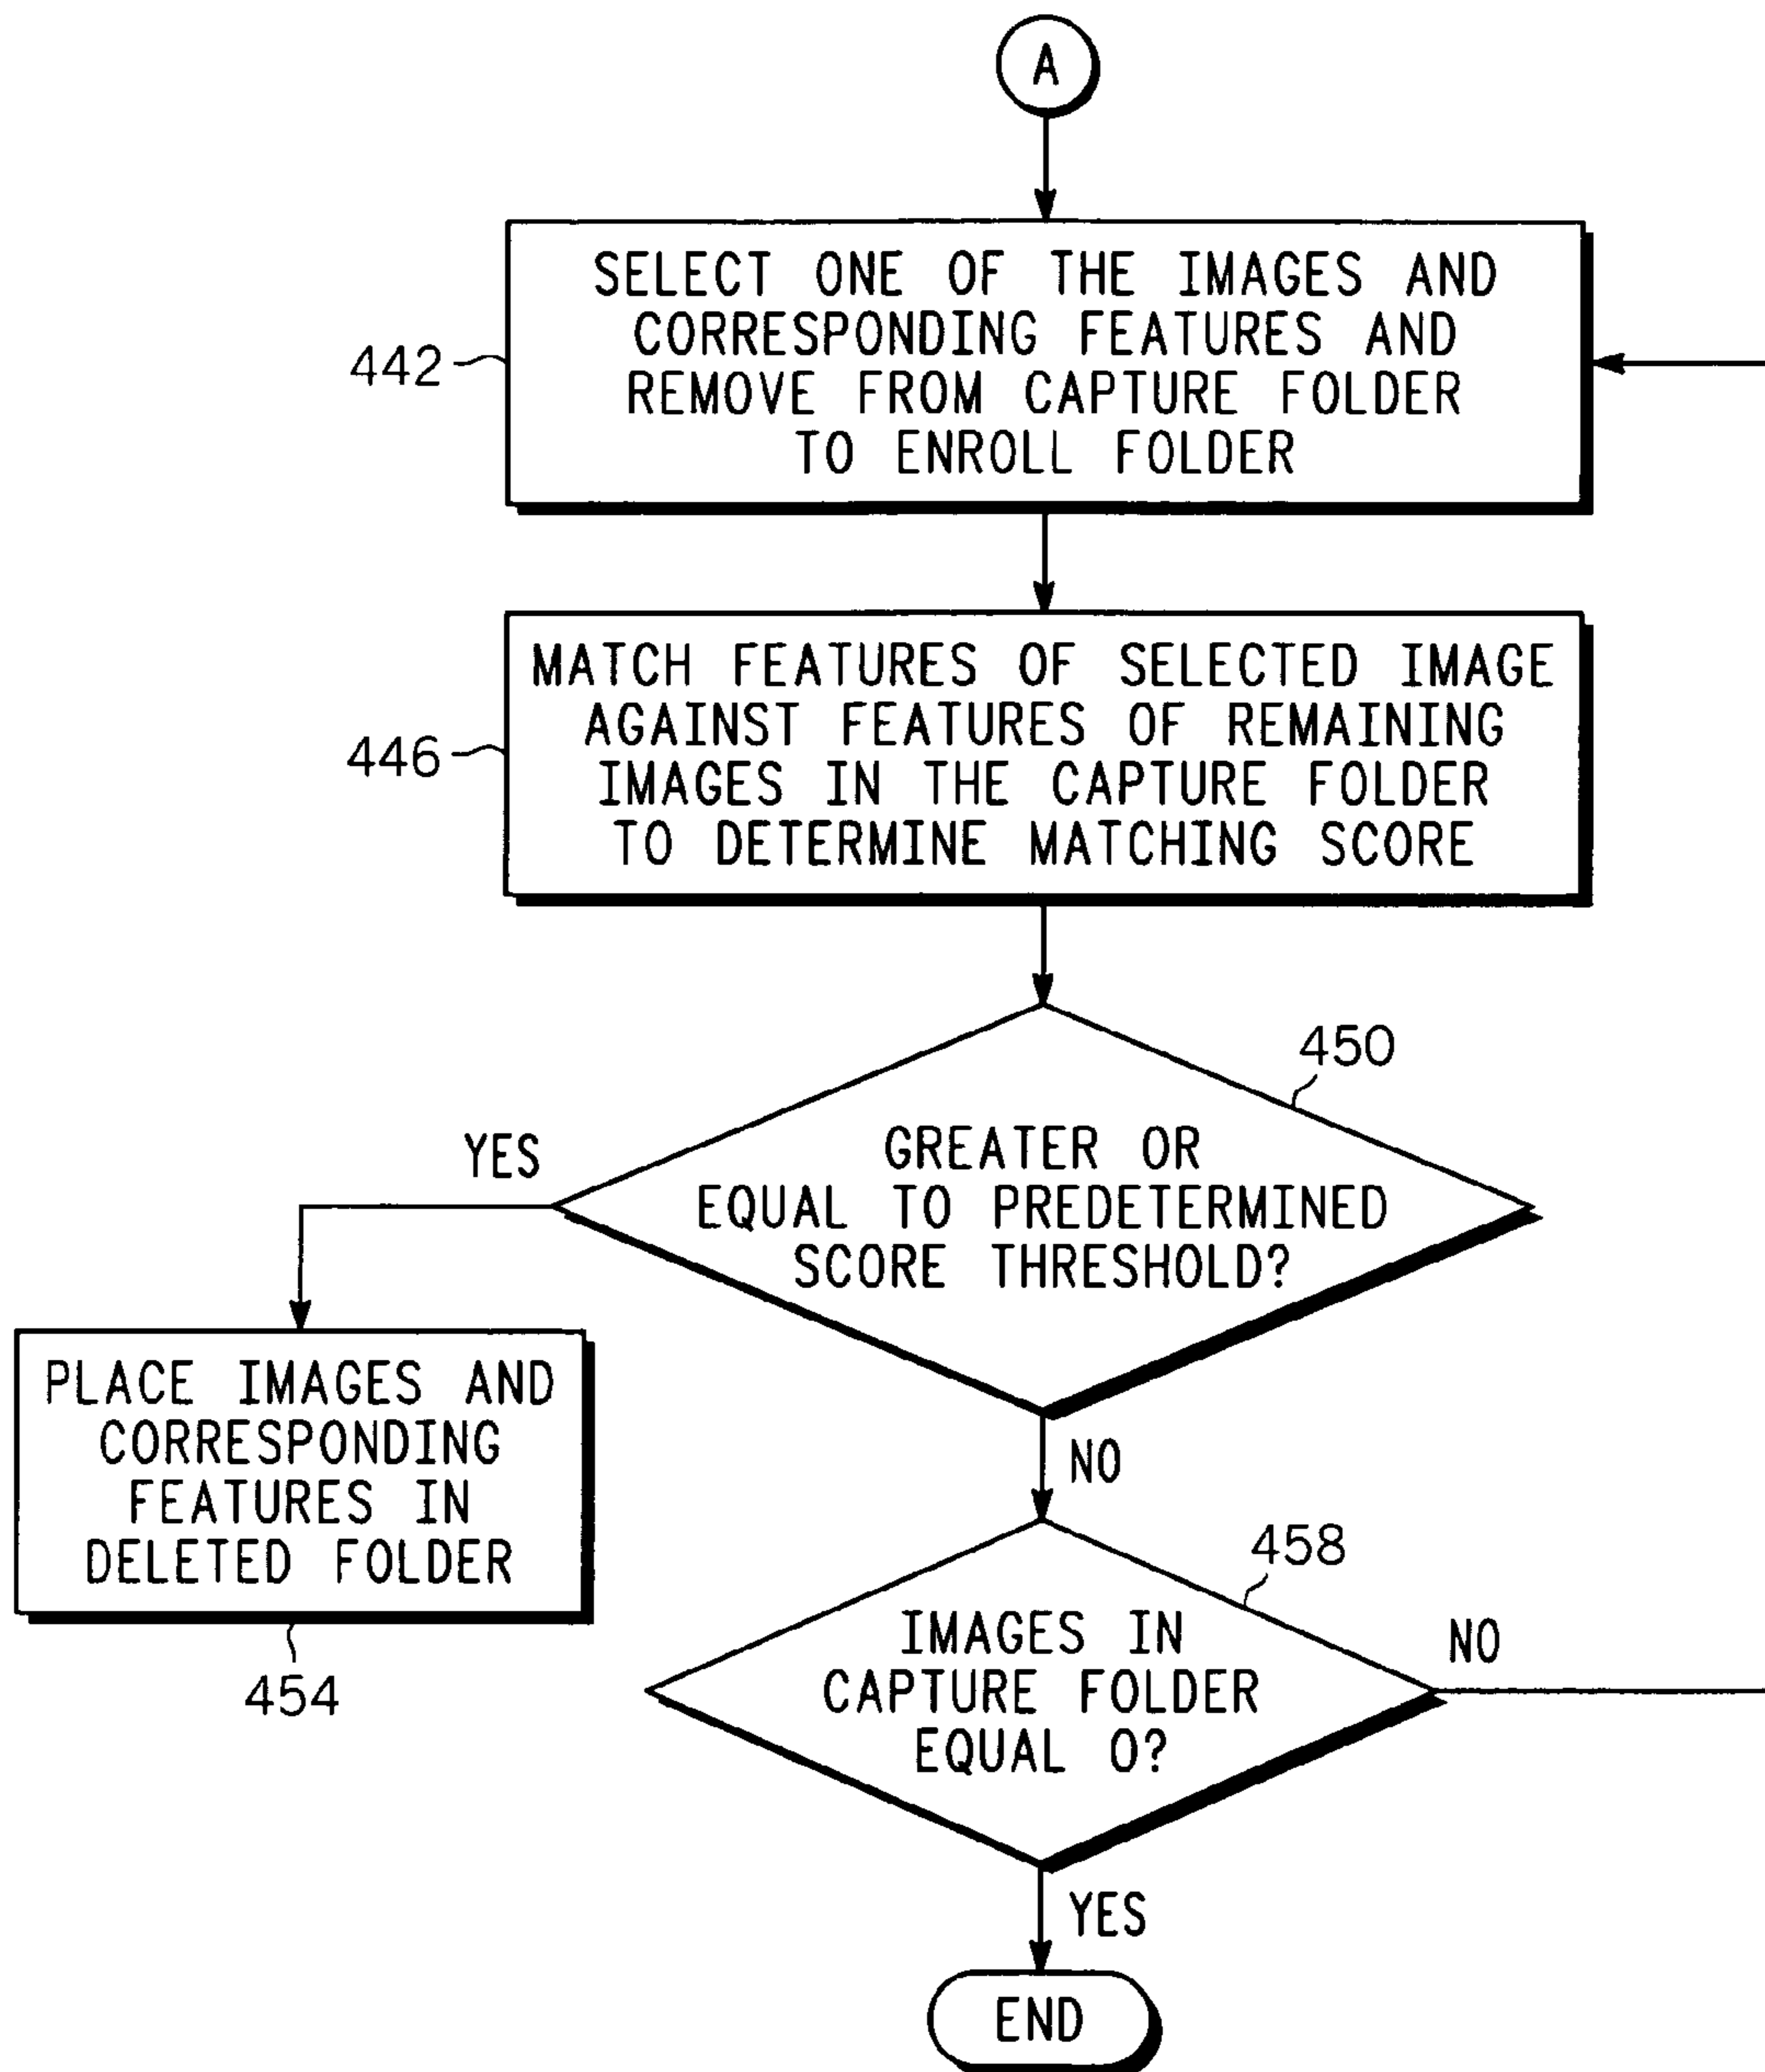 A
SELECT ONE OF THE IMAGES AND
CORRESPONDING FEATURES AND
REMOVE FROM CAPTURE FOLDER
TO ENROLL FOLDER
442
MATCH FEATURES OF SELECTED IMAGE
AGAINST FEATURES OF REMAINING
IMAGES IN THE CAPTURE FOLDER
TO DETERMINE MATCHING SCORE
446
450
GREATER OR
EQUAL TO PREDETERMINED
SCORE THRESHOLD?
YES
PLACE IMAGES AND
CORRESPONDING
FEATURES IN
DELETED FOLDER
454
NO
458
IMAGES IN
CAPTURE FOLDER
EQUAL 0?
NO
YES
END